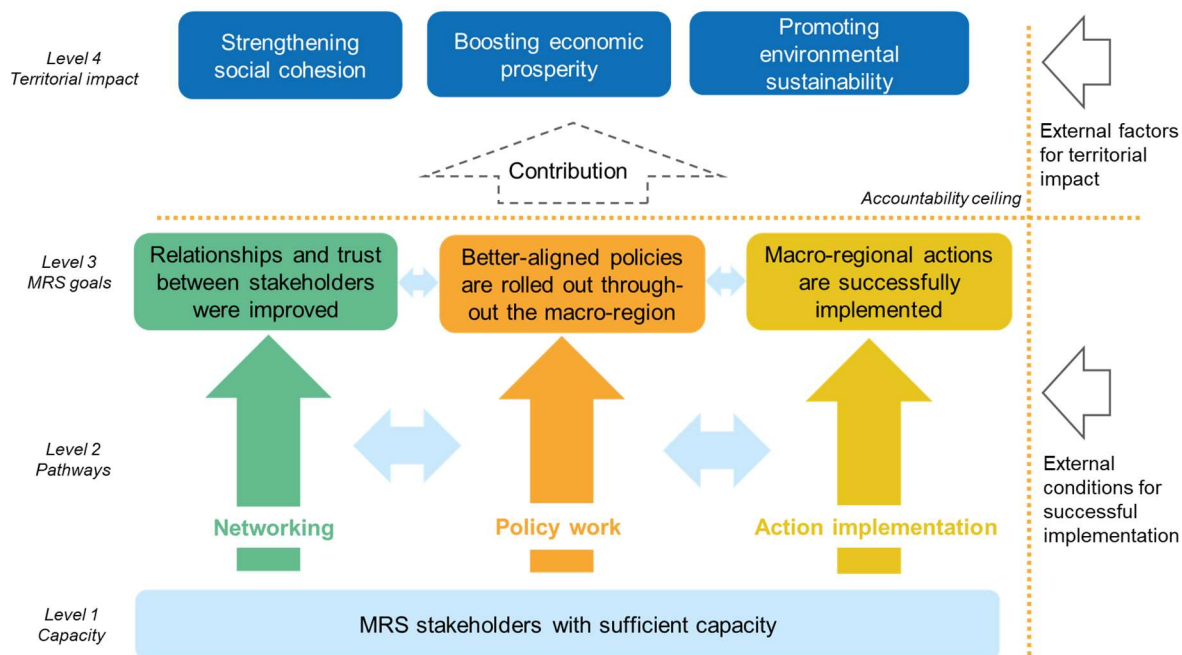 Level 4
Territorial impact
Strengthening
social cohesion
Boosting economic
prosperity
Promoting
environmental
sustainability
External factors
for territorial
impact
Contribution
Accountability ceiling
Level 3
MRS goals
Relationships and trust
between stakeholders
were improved
Better-aligned policies
are rolled out through-
out the macro-region
Macro-regional actions
are successfully
implemented
Level 2
Pathways
Networking
Policy work
Action implementation
External
conditions for
successful
implementation
Level 1
Capacity
MRS stakeholders with sufficient capacity